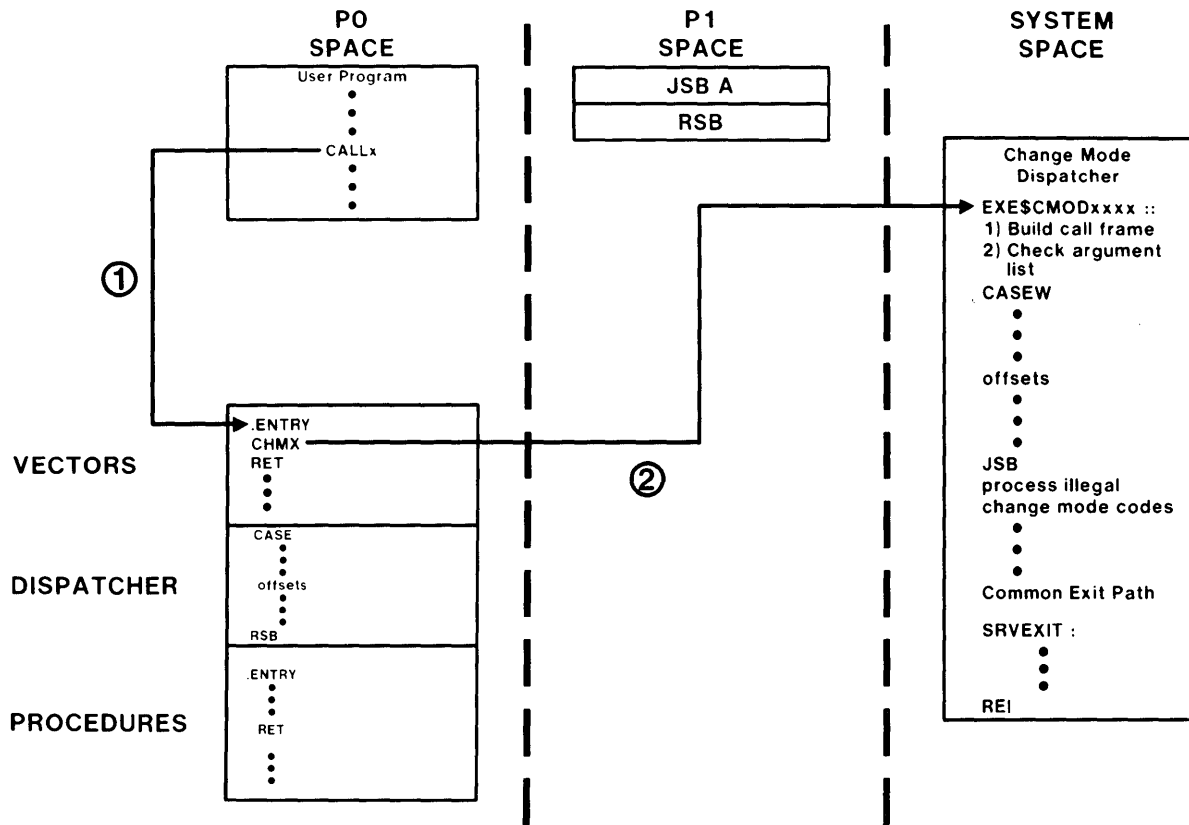 P0
SPACE
User Program
CALLx
①
VECTORS
.ENTRY
CHMX
RET
DISPATCHER
CASE
offsets
RSB
PROCEDURES
.ENTRY
RET
P1
SPACE
JSB A
RSB
②
SYSTEM
SPACE
Change Mode
Dispatcher
EXE$CMODxxxx ::
1) Build call frame
2) Check argument
list
CASEW
offsets
JSB
process illegal
change mode codes
Common Exit Path
SRVEXIT :
REI